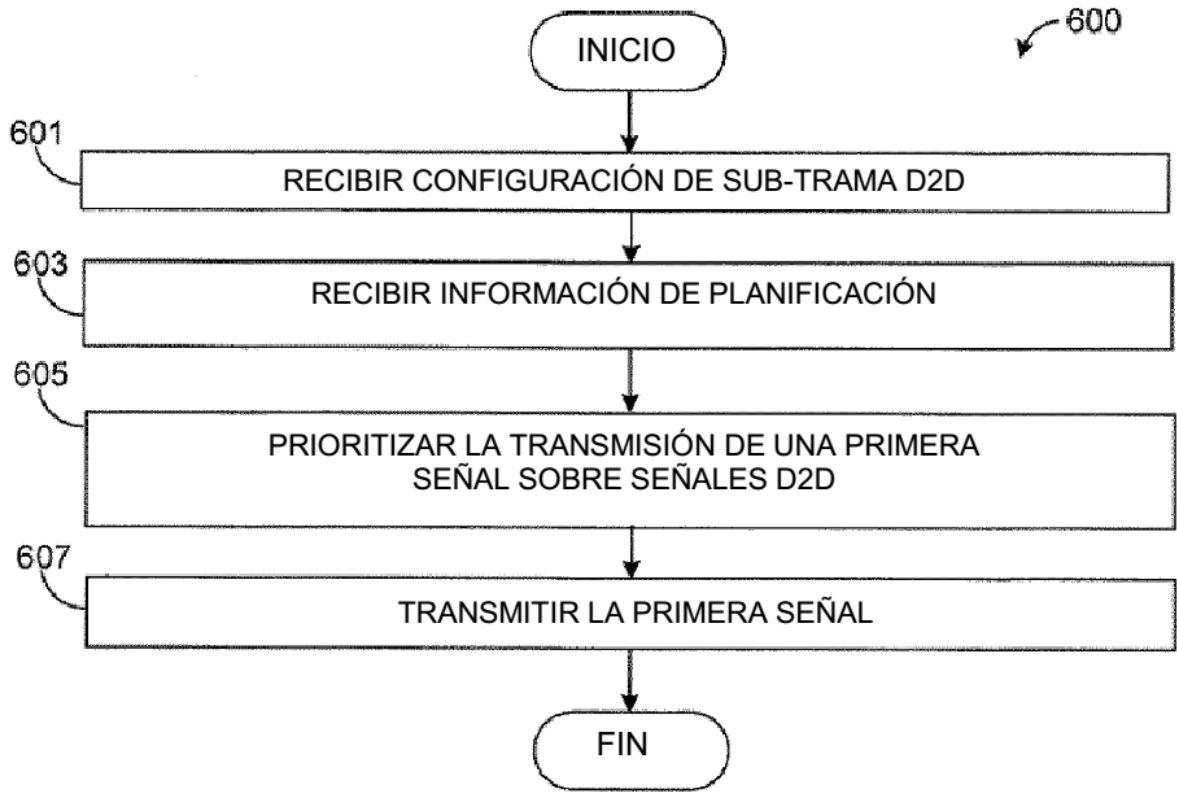 INICIO
600
601
RECIBIR CONFIGURACIÓN DE SUB-TRAMA D2D
603
RECIBIR INFORMACIÓN DE PLANIFICACIÓN
605
PRIORITIZAR LA TRANSMISIÓN DE UNA PRIMERA
SEÑAL SOBRE SEÑALES D2D
607
TRANSMITIR LA PRIMERA SEÑAL
FIN